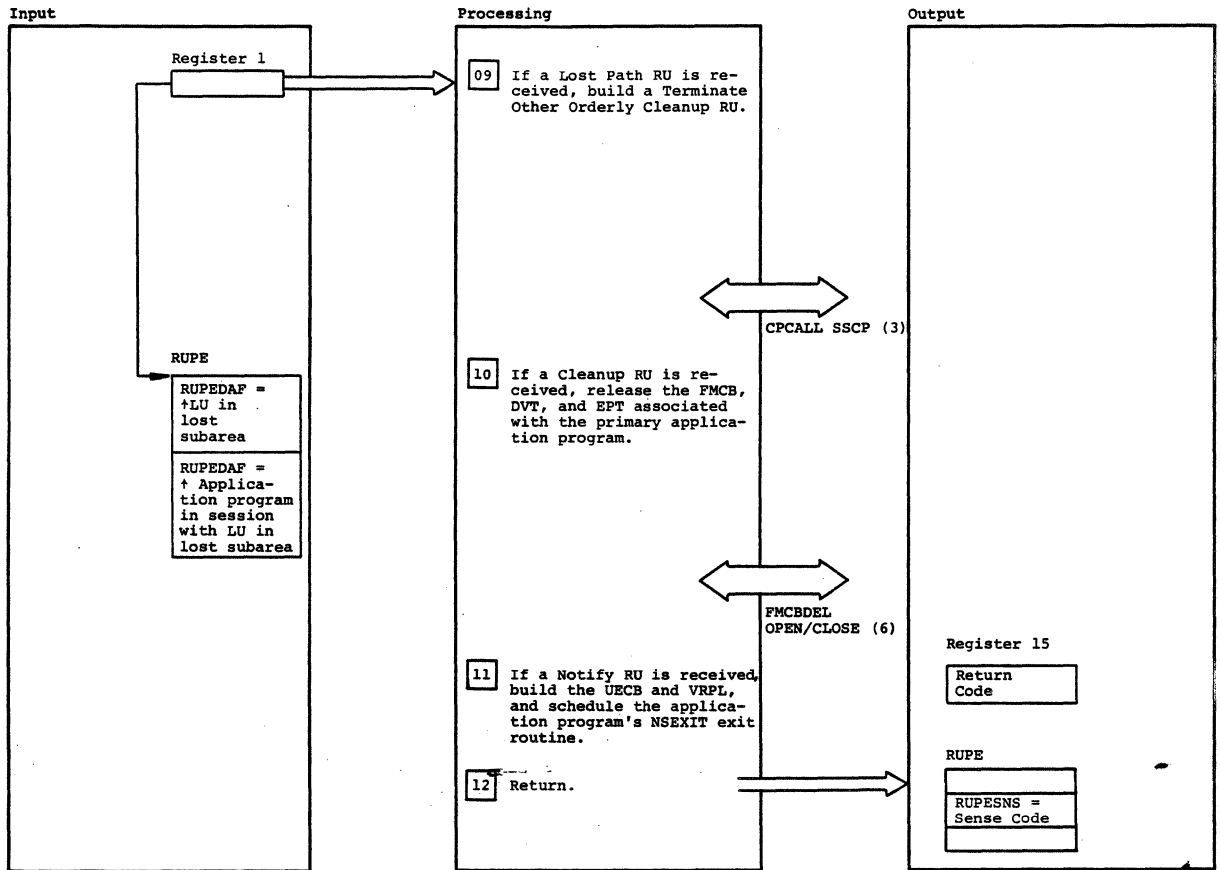 Input
Processing
Output
Register 1
09 If a Lost Path RU is re-
ceived, build a Terminate
Other Orderly Cleanup RU.
CPCALL SSCP (3)
RUPE
RUPEDAF =
↑LU in
lost
subarea
RUPEDAF =
↑ Applica-
tion program
in session
with LU in
lost subarea
10 If a Cleanup RU is re-
ceived, release the FMCB,
DVT, and EPT associated
with the primary applica-
tion program.
FMCBDEL
OPEN/CLOSE (6)
11 If a Notify RU is received,
build the UECB and VRPL,
and schedule the applica-
tion program's NSEXIT exit
routine.
12 Return.
Register 15
Return
Code
RUPE
RUPESNS =
Sense Code